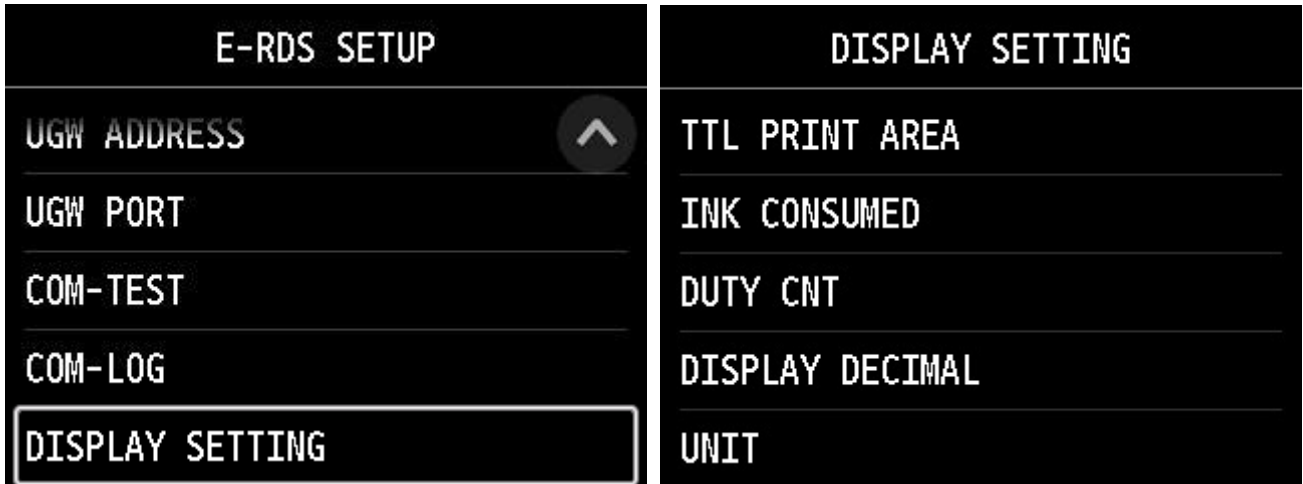 E-RDS SETUP
UGW ADDRESS
UGW PORT
COM-TEST
COM-LOG
DISPLAY SETTING
DISPLAY SETTING
TTL PRINT AREA
INK CONSUMED
DUTY CNT
DISPLAY DECIMAL
UNIT